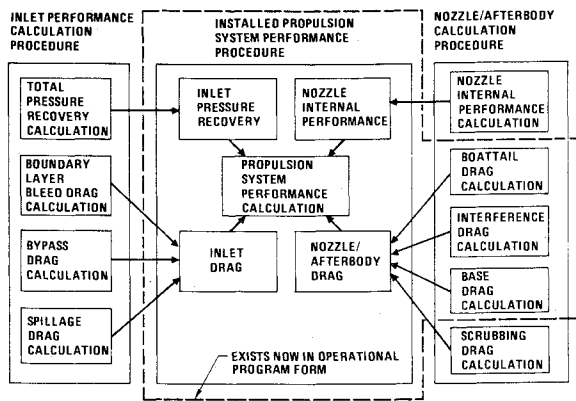 INLET PERFORMANCE
CALCULATION
PROCEDURE
INSTALLED PROPULSION
SYSTEM PERFORMANCE
PROCEDURE
NOZZLE/AFTERBODY
CALCULATION
PROCEDURE
TOTAL
PRESSURE
RECOVERY
CALCULATION
BOUNDARY
LAYER
BLEED DRAG
CALCULATION
BYPASS
DRAG
CALCULATION
SPILLAGE
DRAG
CALCULATION
INLET
PRESSURE
RECOVERY
NOZZLE
INTERNAL
PERFORMANCE
PROPULSION
SYSTEM
PERFORMANCE
CALCULATION
INLET
DRAG
NOZZLE/
AFTERBODY
DRAG
EXISTS NOW IN OPERATIONAL
PROGRAM FORM
NOZZLE
INTERNAL
PERFORMANCE
CALCULATION
BOATTAIL
DRAG
CALCULATION
INTERFERENCE
DRAG
CALCULATION
BASE
DRAG
CALCULATION
SCRUBBING
DRAG
CALCULATION